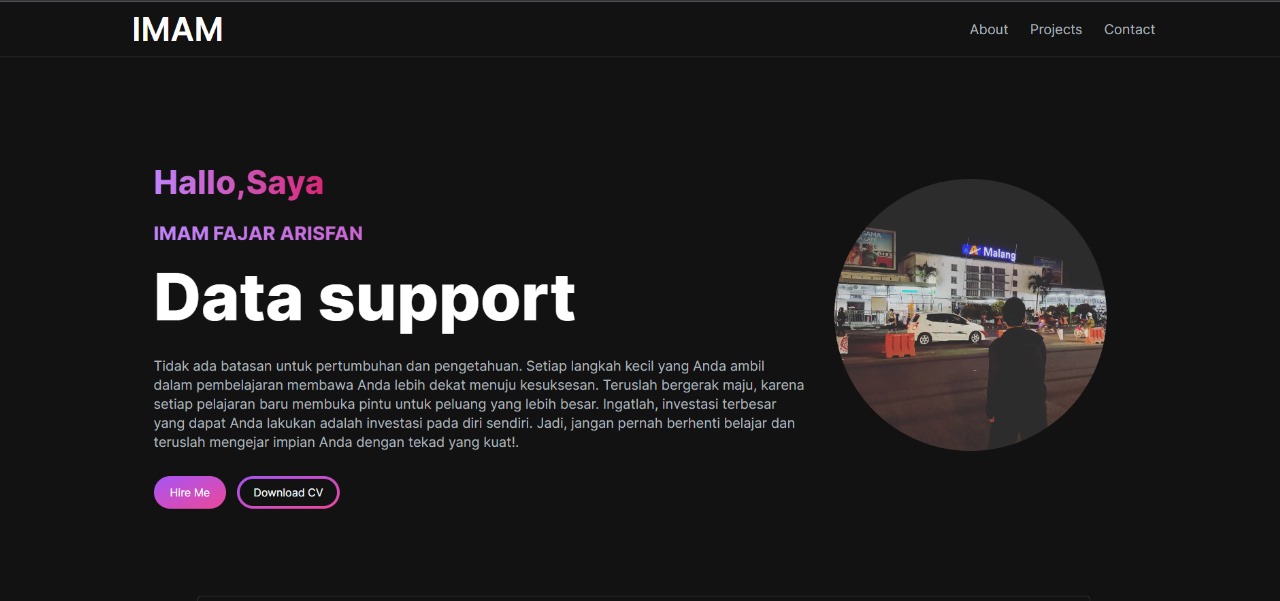 IMAM
About Projects Contact
Hallo,Saya
IMAM FAJAR ARISFAN
Data support
Tidak ada batasan untuk pertumbuhan dan pengetahuan. Setiap langkah kecil yang Anda ambil
dalam pembelajaran membawa Anda lebih dekat menuju kesuksesan. Teruslah bergerak maju, karena
setiap pelajaran baru membuka pintu untuk peluang yang lebih besar. Ingatlah, investasi terbesar
yang dapat Anda lakukan adalah investasi pada diri sendiri. Jadi, jangan pernah berhenti belajar dan
teruslah mengejar impian Anda dengan tekad yang kuat!.
Hire Me
Download CV
Malang